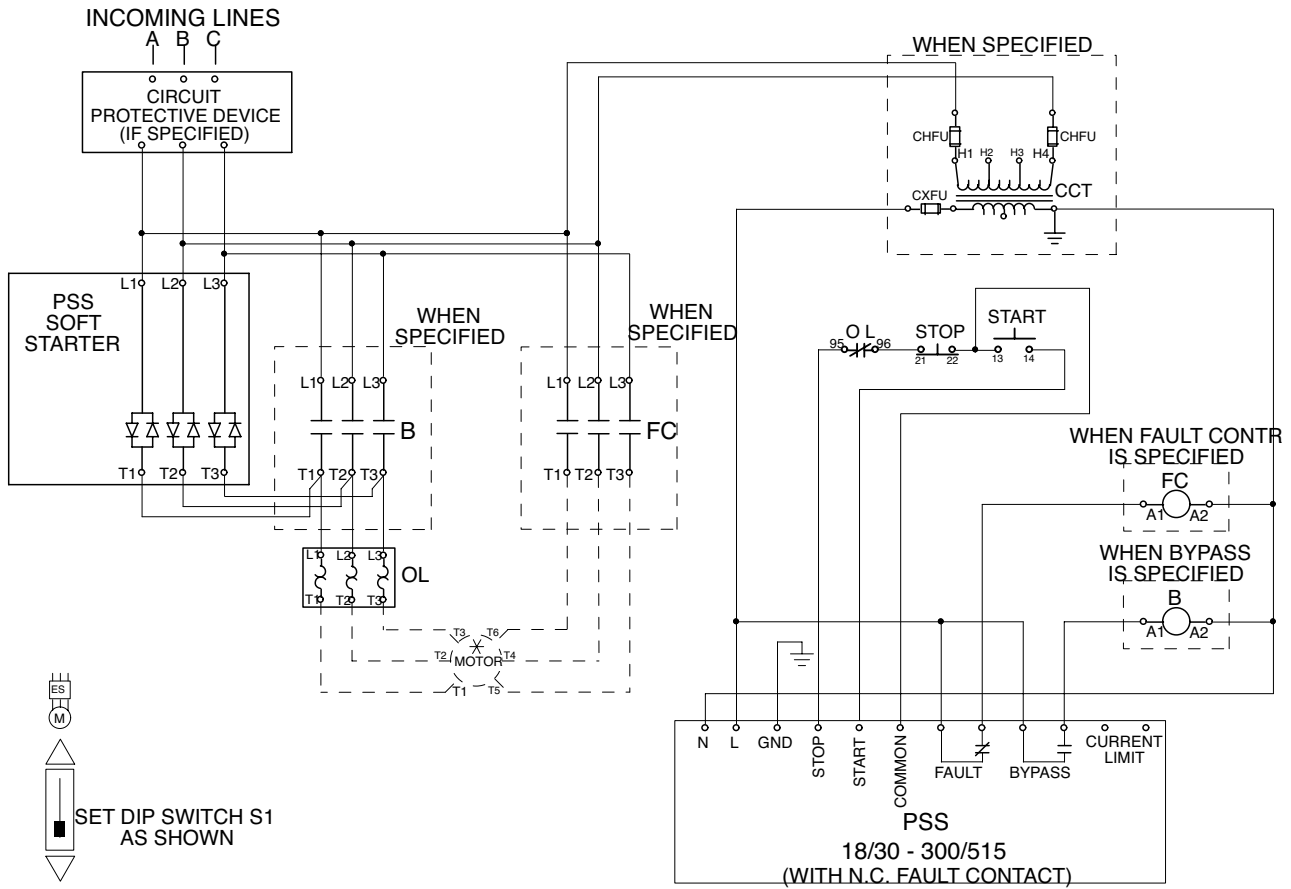 INCOMING LINES
A B C
CIRCUIT
PROTECTIVE DEVICE
(IF SPECIFIED)
WHEN SPECIFIED
CHFU CHFU
H1 H2 H3 H4
CXFU CCT
L1 L2 L3
PSS
SOFT
STARTER
T1 T2 T3
WHEN
SPECIFIED
L1 L2 L3
B
T1 T2 T3
WHEN
SPECIFIED
L1 L2 L3
FC
T1 T2 T3
L1 L2 L3
OL
T1 T2 T3
T3 T6
T2 MOTOR T4
T1 T5
O L STOP START
95 96 21 22 13 14
WHEN FAULT CONTR
IS SPECIFIED
FC
A1 A2
WHEN BYPASS
IS SPECIFIED
B
A1 A2
N L GND STOP START COMMON FAULT BYPASS CURRENT
LIMIT
PSS
18/30 - 300/515
(WITH N.C. FAULT CONTACT)
ES
M
SET DIP SWITCH S1
AS SHOWN